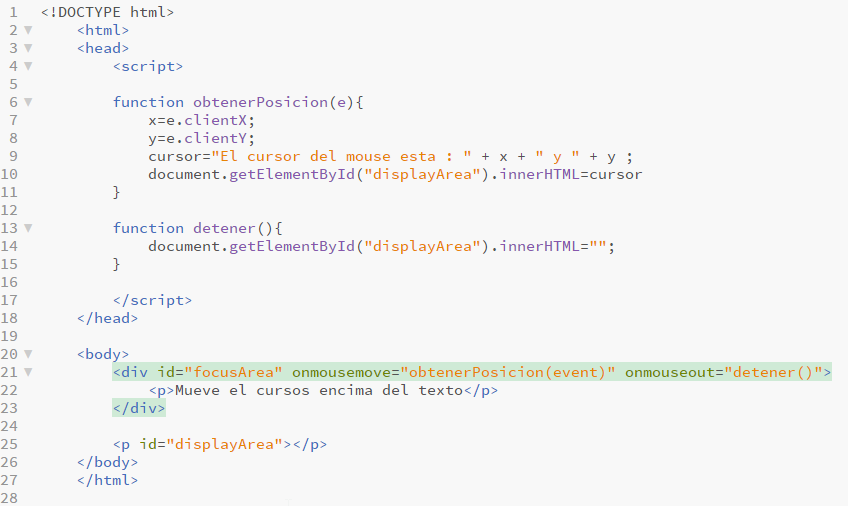 1 <!DOCTYPE html>
2 <html>
3 <head>
4 <script>
5
6 function obtenerPosicion(e){
7 x=e.clientX;
8 y=e.clientY;
9 cursor="El cursor del mouse esta : " + x + " y " + y ;
10 document.getElementById("displayArea").innerHTML=cursor
11 }
12
13 function detener(){
14 document.getElementById("displayArea").innerHTML="";
15 }
16
17 </script>
18 </head>
19
20 <body>
21 <div id="focusArea" onmousemove="obtenerPosicion(event)" onmouseout="detener()">
22 <p>Mueve el cursos encima del texto</p>
23 </div>
24
25 <p id="displayArea"></p>
26 </body>
27 </html>
28